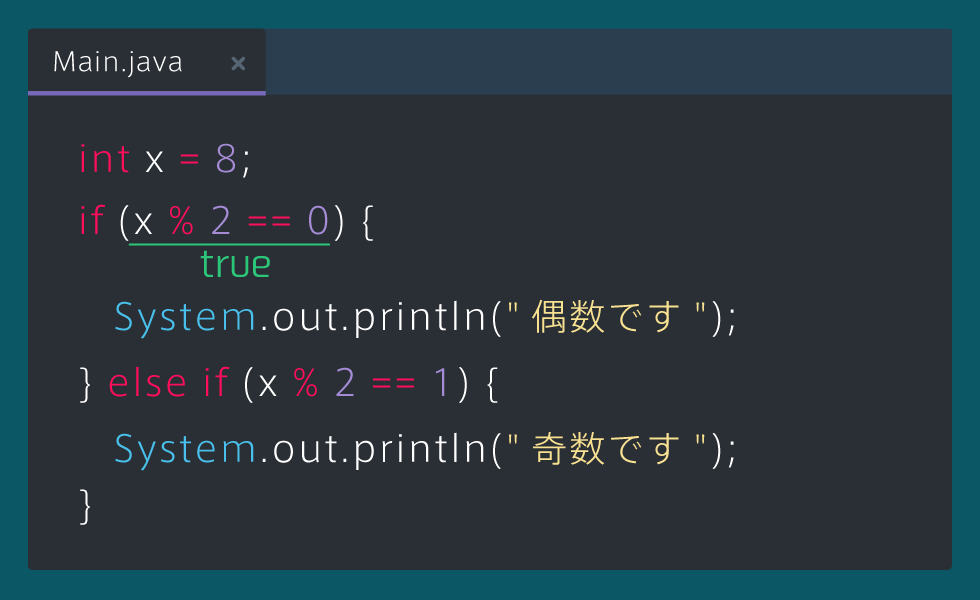 Main.java ×
int x = 8;
if (x % 2 == 0) {
true
System.out.println(" 偶数です ");
} else if (x % 2 == 1) {
System.out.println(" 奇数です ");
}